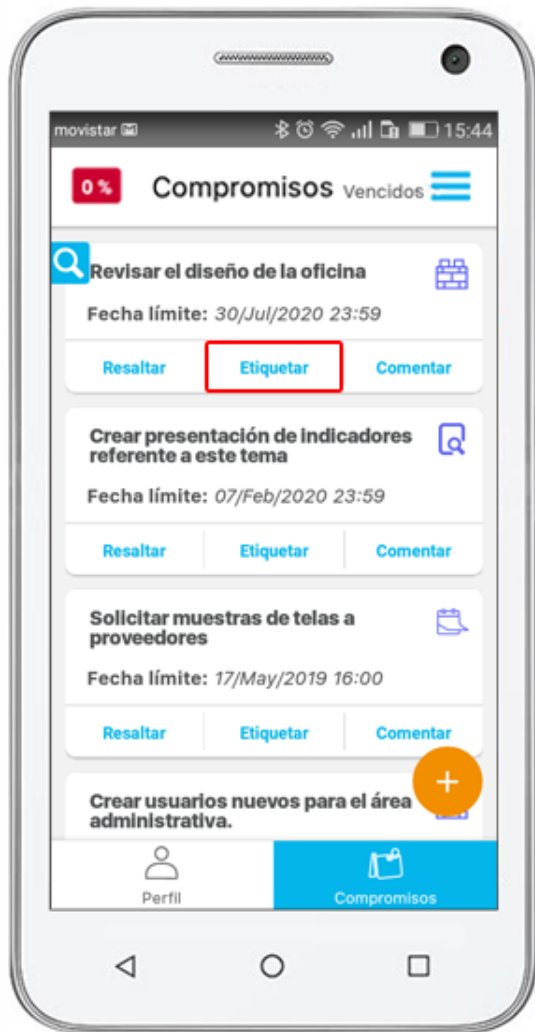 movistar 15:44
0 % Compromisos Vencidos
Revisar el diseño de la oficina
Fecha límite: 30/Jul/2020 23:59
Resaltar Etiquetar Comentar
Crear presentación de indicadores
referente a este tema
Fecha límite: 07/Feb/2020 23:59
Resaltar Etiquetar Comentar
Solicitar muestras de telas a
proveedores
Fecha límite: 17/May/2019 16:00
Resaltar Etiquetar Comentar
+
Crear usuarios nuevos para el área
administrativa.
Perfil Compromisos